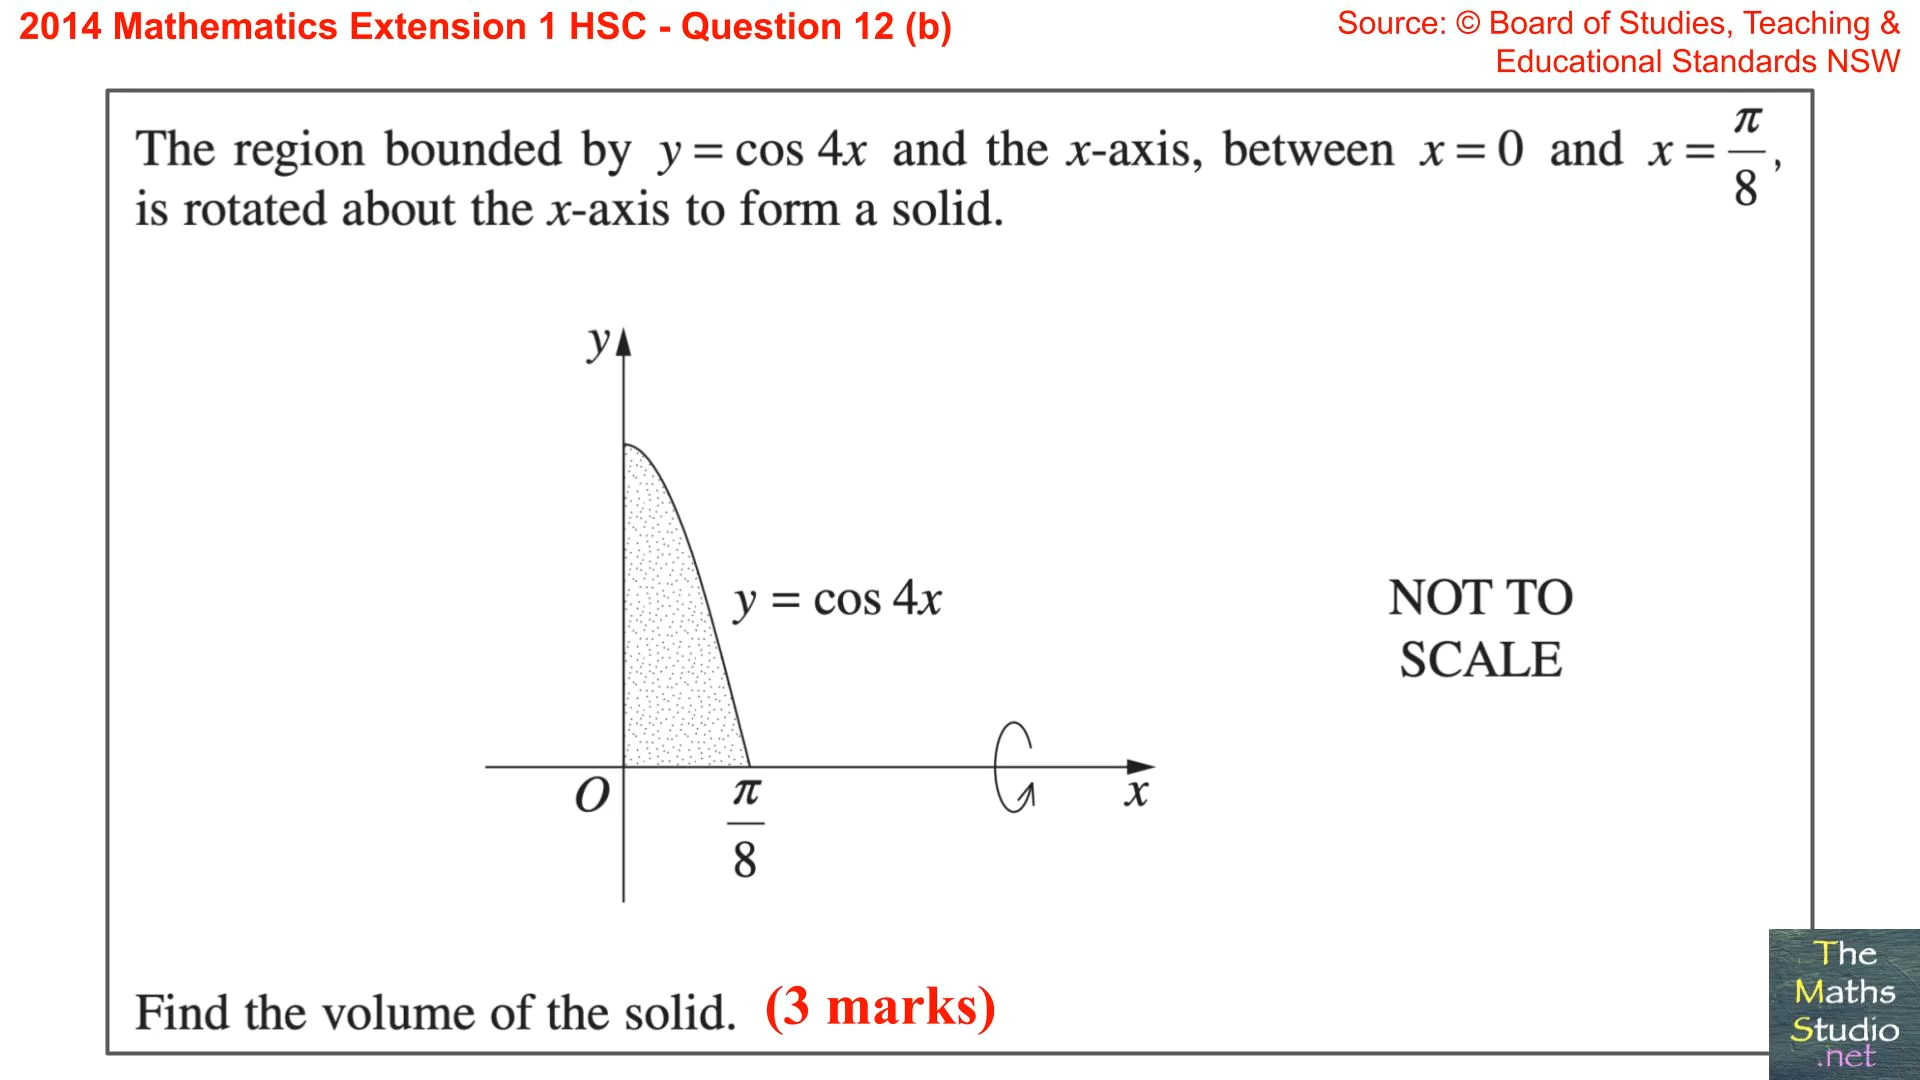 2014 Mathematics Extension 1 HSC - Question 12 (b)
Source: © Board of Studies, Teaching &
Educational Standards NSW
The region bounded by y = cos 4x and the x-axis, between x = 0 and x = π/8,
is rotated about the x-axis to form a solid.
y
y = cos 4x
NOT TO
SCALE
O
π
8
x
Find the volume of the solid. (3 marks)
The
Maths
Studio
.net